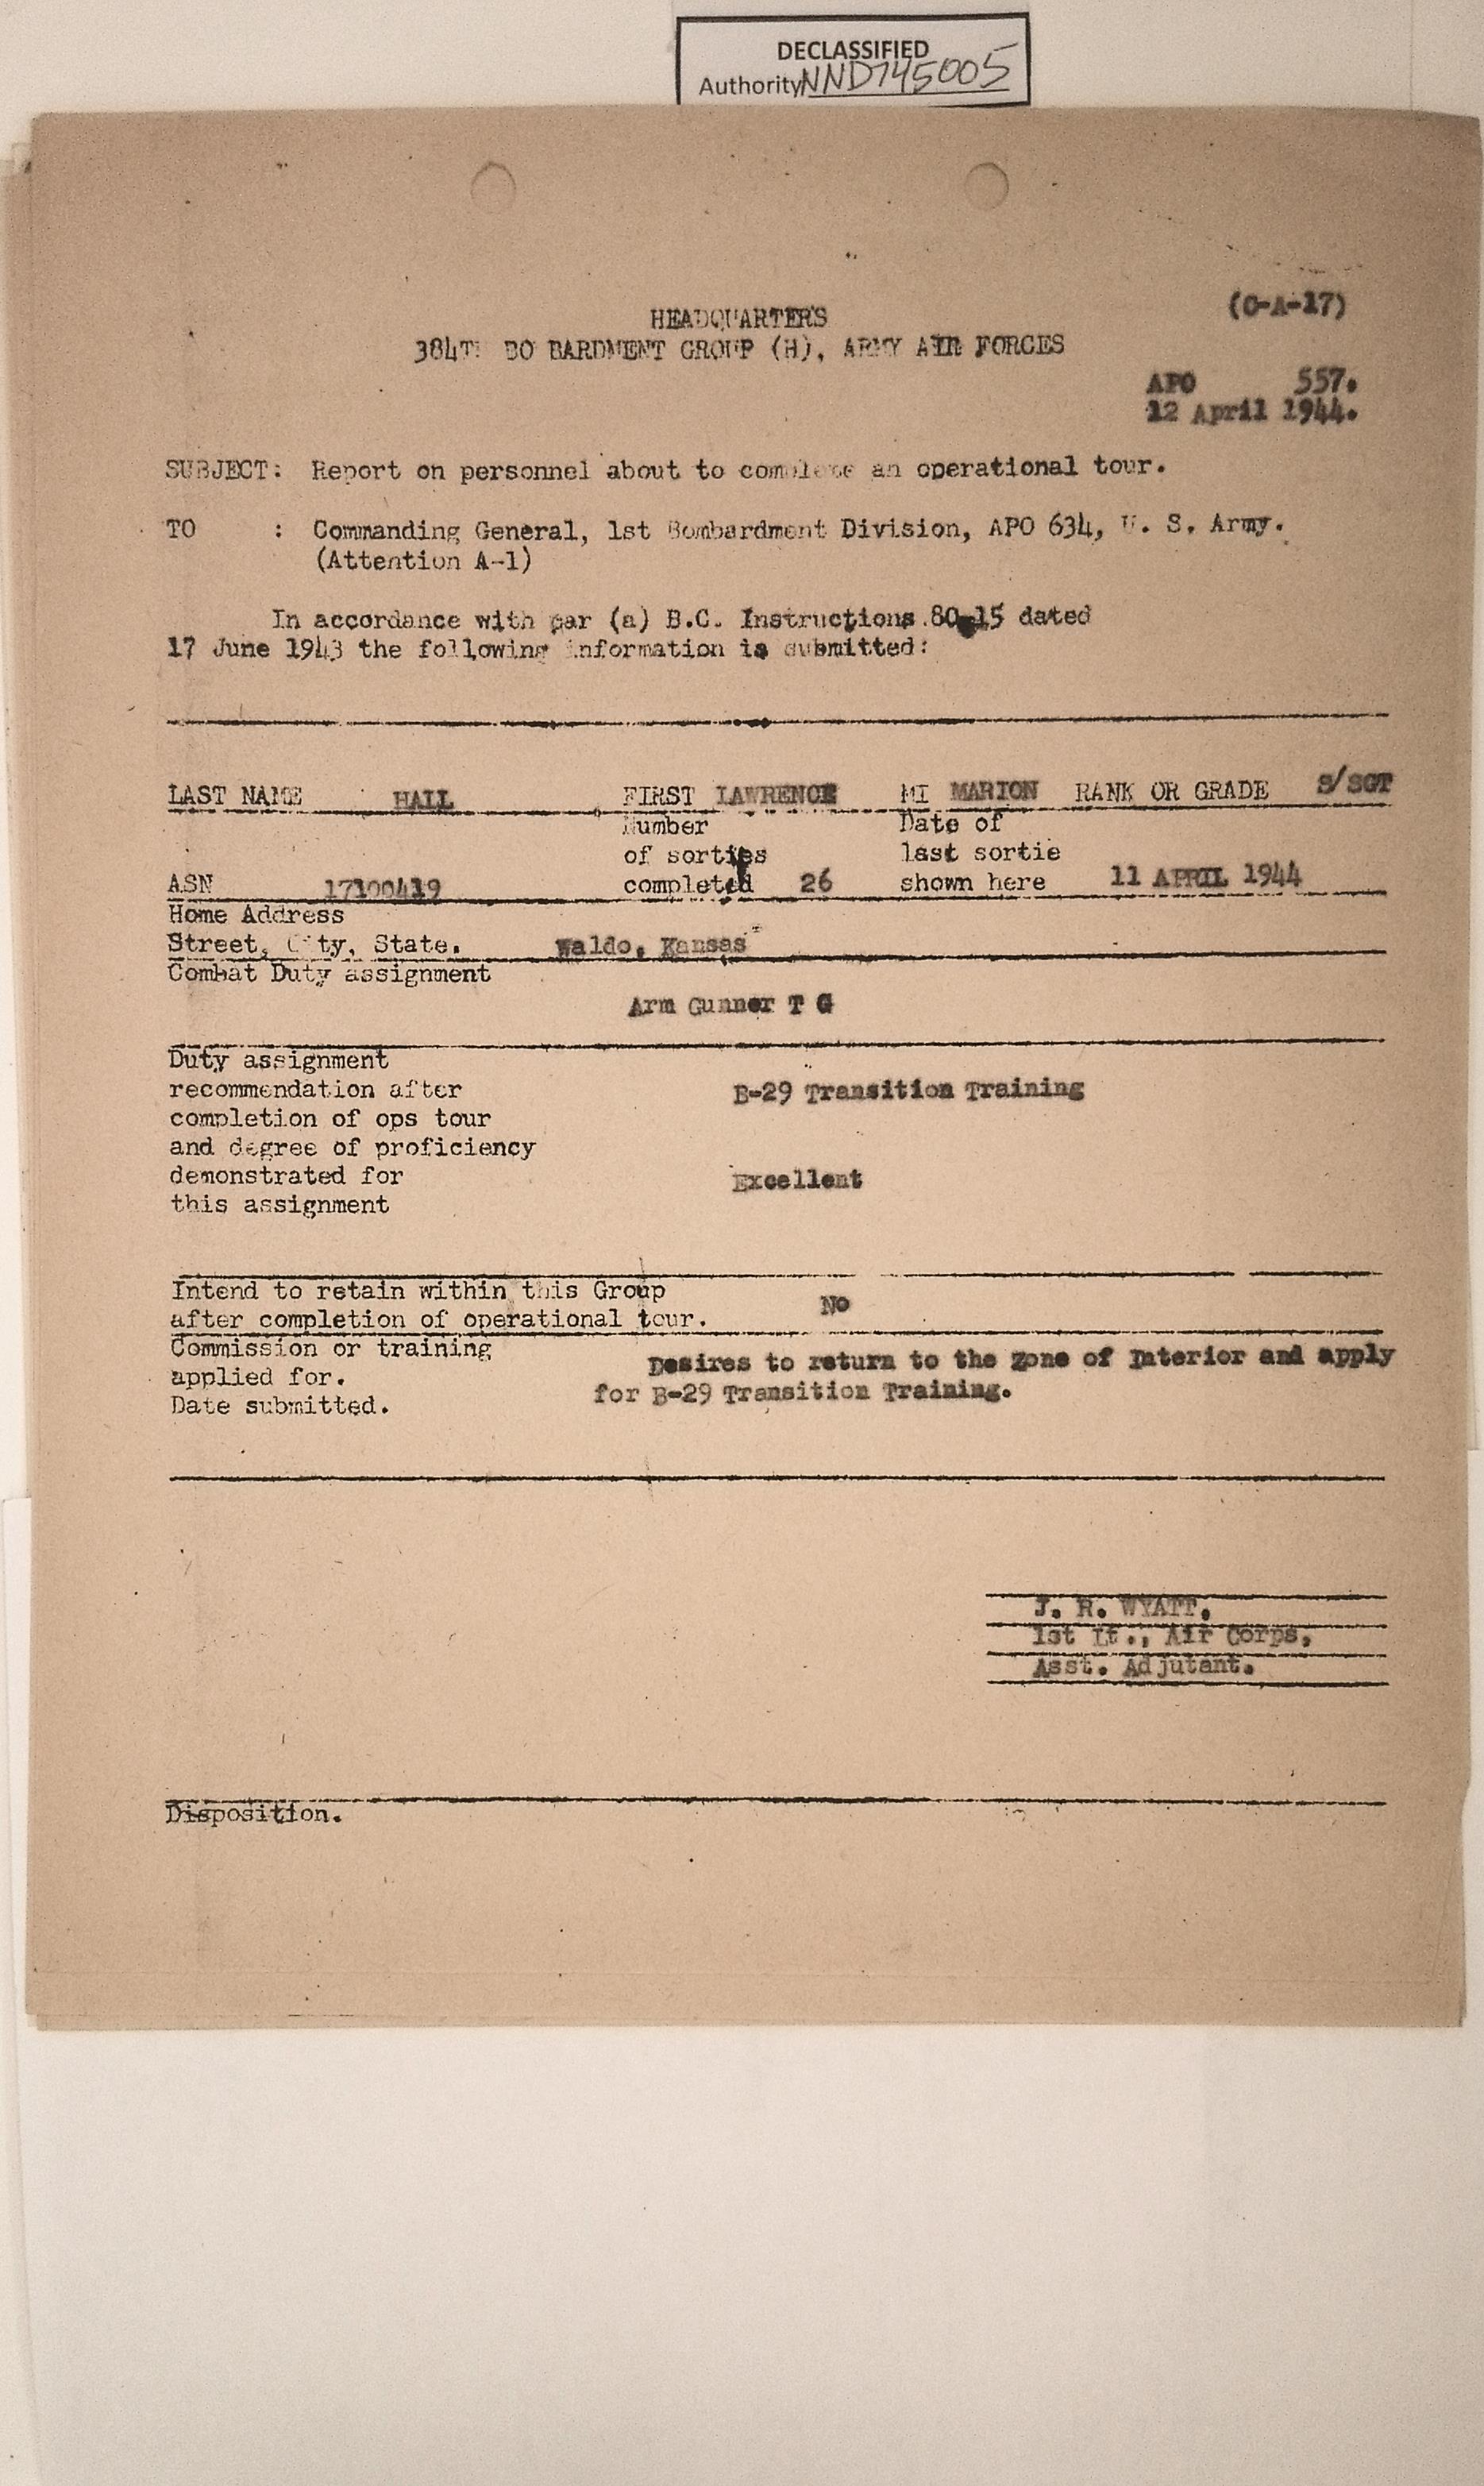 DECLASSIFIED
Authority NND745005
(C-A-17)
HEADQUARTERS
384TH BO BARDMENT GROUP (H), ARMY AIR FORCES
APO 557.
12 April 1944.
SUBJECT: Report on personnel about to complete an operational tour.
TO : Commanding General, 1st Bombardment Division, APO 634, U. S. Army.
(Attention A-1)
In accordance with par (a) B.C. Instructions 80-15 dated
17 June 1943 the following information is submitted:
LAST NAME HALL FIRST LAWRENCE MI MARION RANK OR GRADE S/SGT
Number Date of
of sorties last sortie
ASN 17100419 completed 26 shown here 11 APRIL 1944
Home Address
Street, City, State. Waldo, Kansas
Combat Duty assignment
Arm Gunner T G
Duty assignment
recommendation after B-29 Transition Training
completion of ops tour
and degree of proficiency
demonstrated for Excellent
this assignment
Intend to retain within this Group
after completion of operational tour. No
Commission or training Desires to return to the Zone of Interior and apply
applied for. for B-29 Transition Training.
Date submitted.
J. R. WYATT,
1st Lt., Air Corps,
Asst. Adjutant.
Disposition.